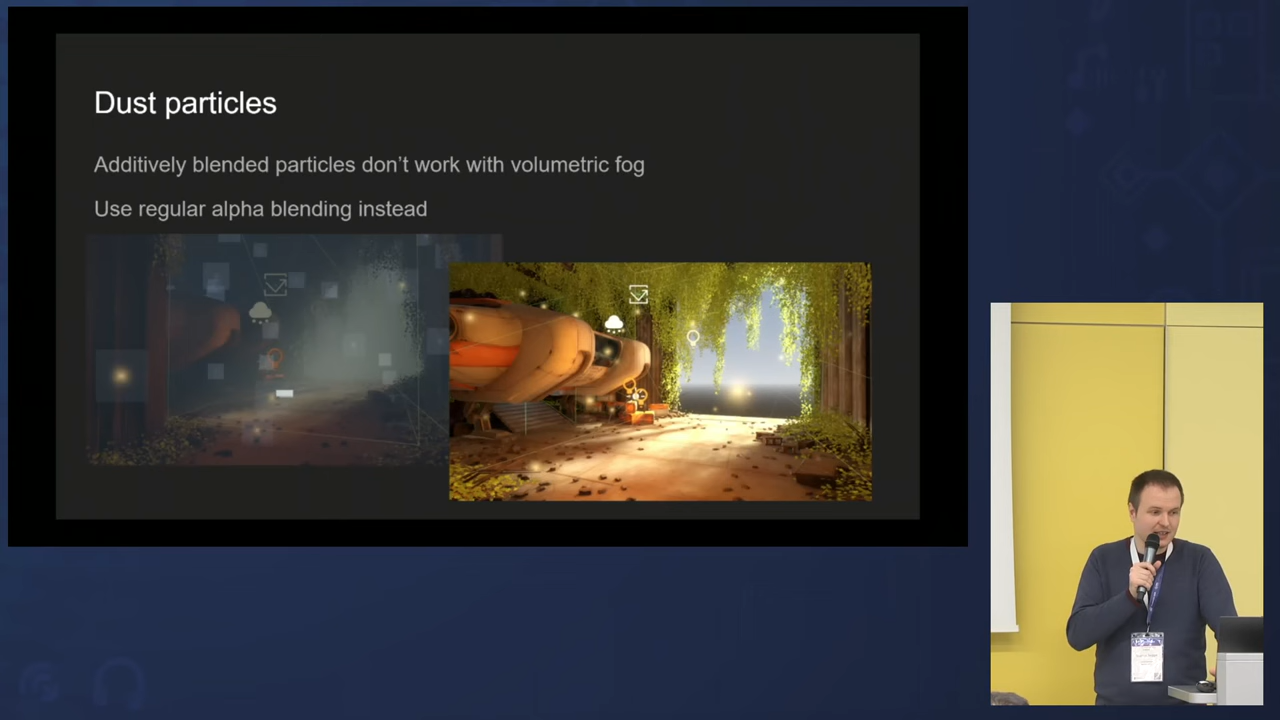 Dust particles
Additively blended particles don’t work with volumetric fog
Use regular alpha blending instead